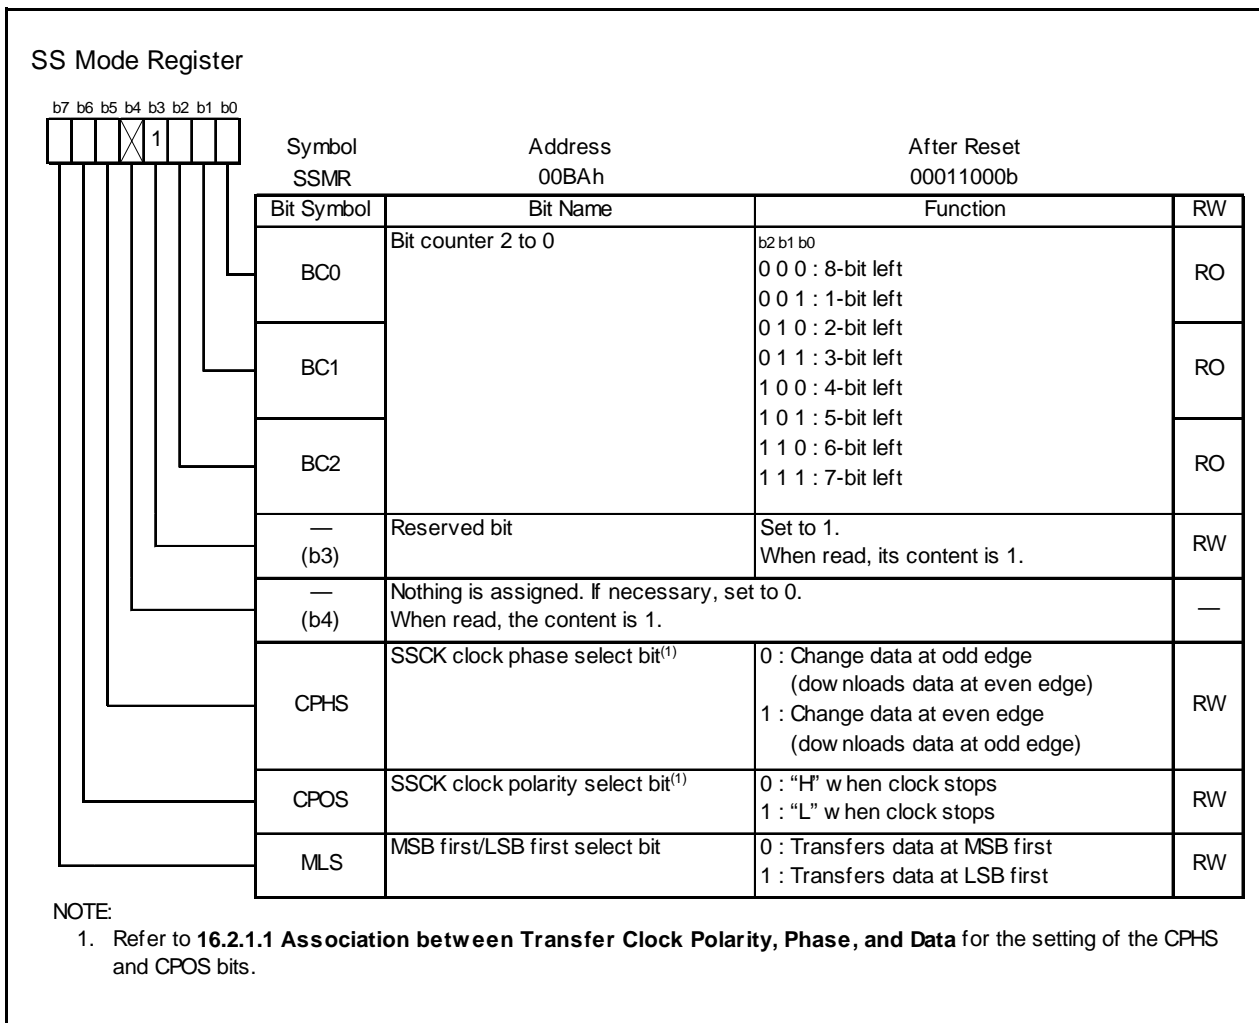 SS Mode Register
b7 b6 b5 b4 b3 b2 b1 b0
1
Symbol Address After Reset
SSMR 00BAh 00011000b
Bit Symbol Bit Name Function RW
BC0 Bit counter 2 to 0 b2 b1 b0 RO
0 0 0 : 8-bit left
0 0 1 : 1-bit left
0 1 0 : 2-bit left
BC1 0 1 1 : 3-bit left RO
1 0 0 : 4-bit left
1 0 1 : 5-bit left
BC2 1 1 0 : 6-bit left RO
1 1 1 : 7-bit left
— Reserved bit Set to 1. RW
(b3) When read, its content is 1.
— Nothing is assigned. If necessary, set to 0. —
(b4) When read, the content is 1.
CPHS SSCK clock phase select bit(1) 0 : Change data at odd edge RW
(downloads data at even edge)
1 : Change data at even edge
(downloads data at odd edge)
CPOS SSCK clock polarity select bit(1) 0 : “H” when clock stops RW
1 : “L” when clock stops
MLS MSB first/LSB first select bit 0 : Transfers data at MSB first RW
1 : Transfers data at LSB first
NOTE:
1. Refer to 16.2.1.1 Association between Transfer Clock Polarity, Phase, and Data for the setting of the CPHS
and CPOS bits.